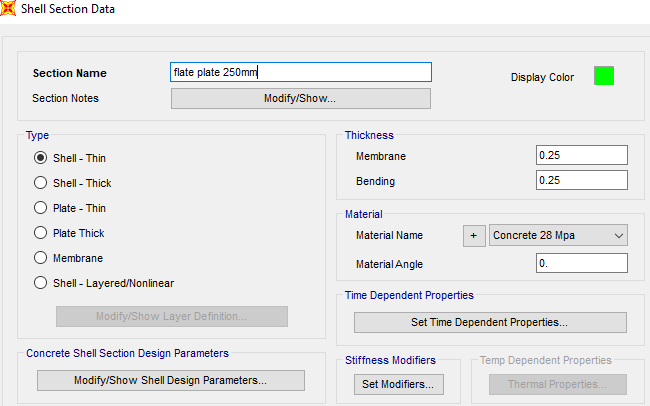 Shell Section Data
Section Name
flate plate 250mm
Display Color
Section Notes
Modify/Show...
Type
Shell - Thin
Shell - Thick
Plate - Thin
Plate Thick
Membrane
Shell - Layered/Nonlinear
Modify/Show Layer Definition...
Thickness
Membrane
0.25
Bending
0.25
Material
Material Name
+
Concrete 28 Mpa
Material Angle
0.
Time Dependent Properties
Set Time Dependent Properties...
Concrete Shell Section Design Parameters
Modify/Show Shell Design Parameters...
Stiffness Modifiers
Set Modifiers...
Temp Dependent Properties
Thermal Properties...